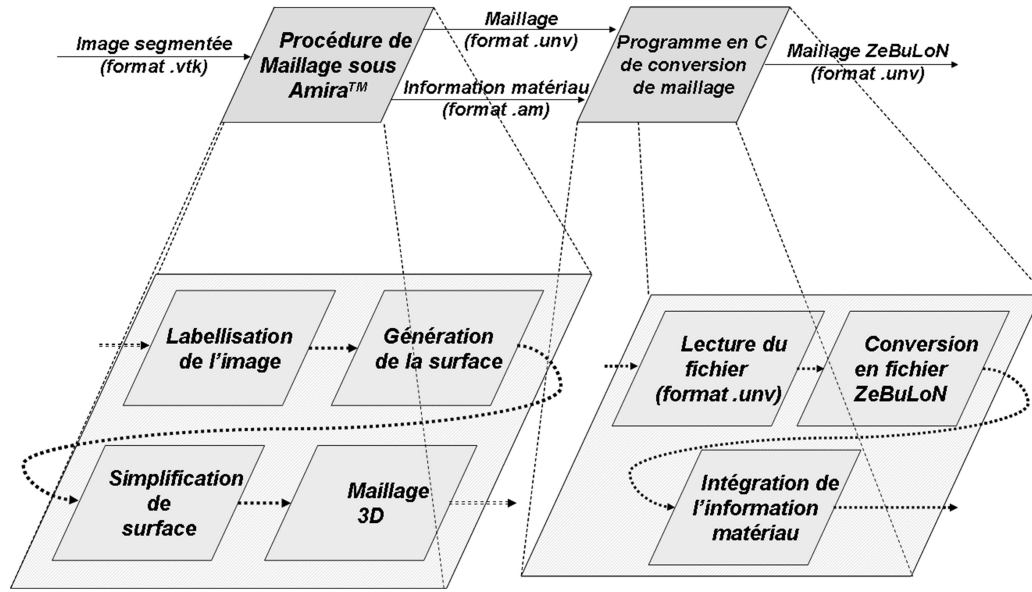 Image segmentée
(format .vtk)
Procédure de
Maillage sous
Amira™
Maillage
(format .unv)
Information matériau
(format .am)
Programme en C
de conversion
de maillage
Maillage ZeBuLoN
(format .unv)
Labellisation
de l'image
Génération
de la surface
Simplification
de
surface
Maillage
3D
Lecture du
fichier
(format .unv)
Conversion
en fichier
ZeBuLoN
Intégration de
l'information
matériau